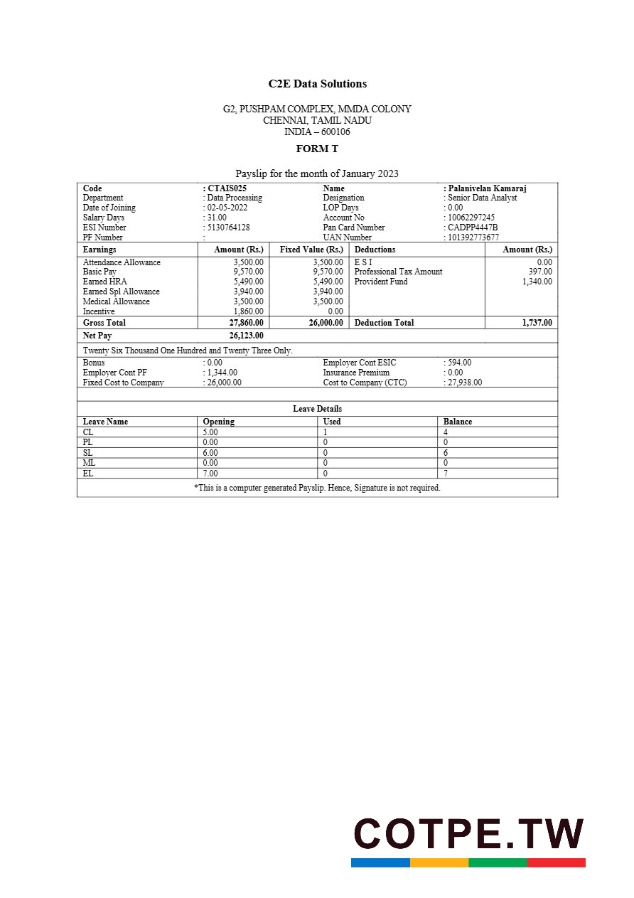 C2E Data Solutions
G2, PUSHPAM COMPLEX, MMDA COLONY
CHENNAI, TAMIL NADU
INDIA – 600106
FORM T
Payslip for the month of January 2023
Code : CTAIS025 Name : Palanivelan Kamaraj
Department : Data Processing Designation : Senior Data Analyst
Date of Joining : 02-05-2022 LOP Days : 0.00
Salary Days : 31.00 Account No : 10062297245
ESI Number : 5130764128 Pan Card Number : CADPP4447B
PF Number : UAN Number : 101392773677
Earnings Amount (Rs.) Fixed Value (Rs.) Deductions Amount (Rs.)
Attendance Allowance 3,500.00 3,500.00 E S I 0.00
Basic Pay 9,570.00 9,570.00 Professional Tax Amount 397.00
Earned HRA 5,490.00 5,490.00 Provident Fund 1,340.00
Earned Spl Allowance 3,940.00 3,940.00
Medical Allowance 3,500.00 3,500.00
Incentive 1,860.00 0.00
Gross Total 27,860.00 26,000.00 Deduction Total 1,737.00
Net Pay 26,123.00
Twenty Six Thousand One Hundred and Twenty Three Only.
Bonus : 0.00 Employer Cont ESIC : 594.00
Employer Cont PF : 1,344.00 Insurance Premium : 0.00
Fixed Cost to Company : 26,000.00 Cost to Company (CTC) : 27,938.00
Leave Details
Leave Name Opening Used Balance
CL 5.00 1 4
PL 0.00 0 0
SL 6.00 0 6
ML 0.00 0 0
EL 7.00 0 7
*This is a computer generated Payslip. Hence, Signature is not required.
COTPE.TW